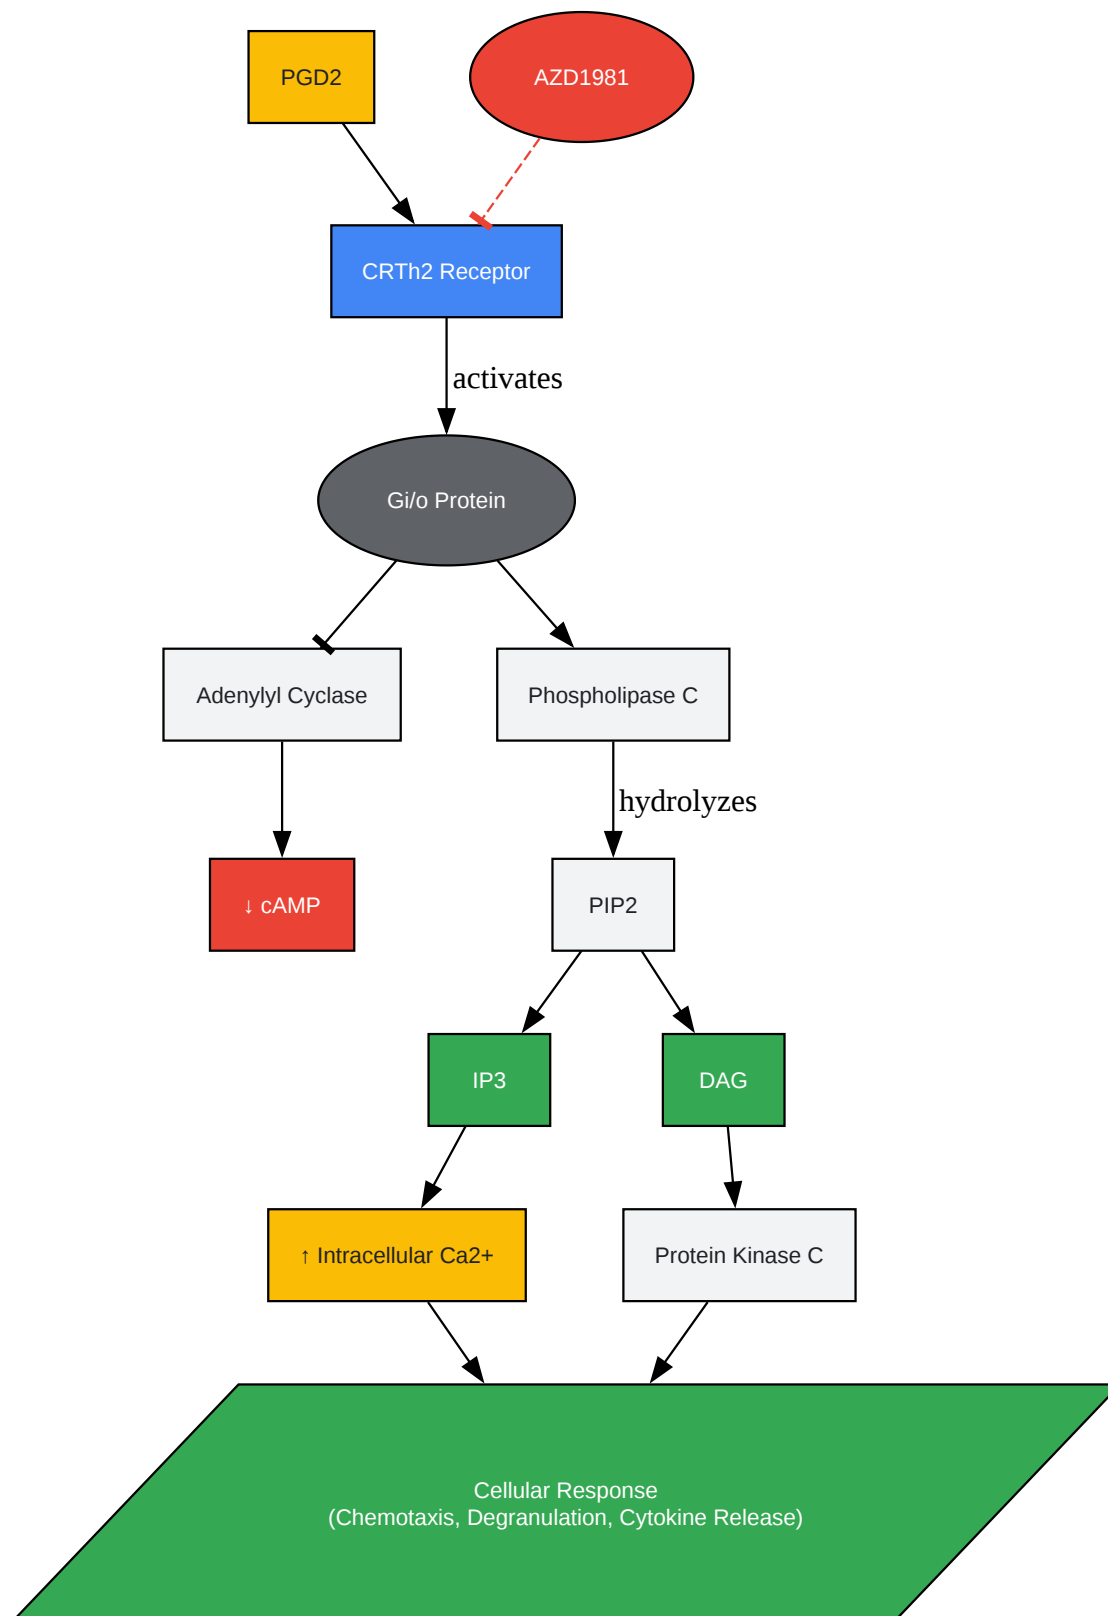 PGD2
AZD1981
CRTh2 Receptor
activates
Gi/o Protein
Adenylyl Cyclase
Phospholipase C
hydrolyzes
↓ cAMP
PIP2
IP3
DAG
↑ Intracellular Ca2+
Protein Kinase C
Cellular Response
(Chemotaxis, Degranulation, Cytokine Release)